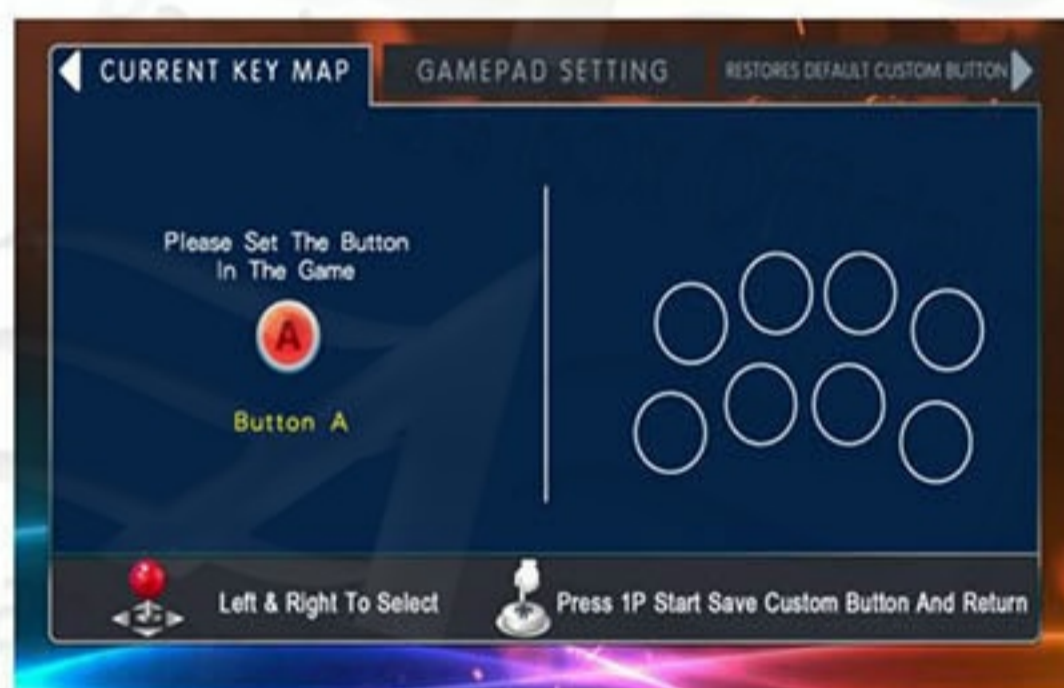 CURRENT KEY MAP
GAMEPAD SETTING
RESTORES DEFAULT CUSTOM BUTTON
Please Set The Button
In The Game
A
Button A
Left & Right To Select
Press 1P Start Save Custom Button And Return